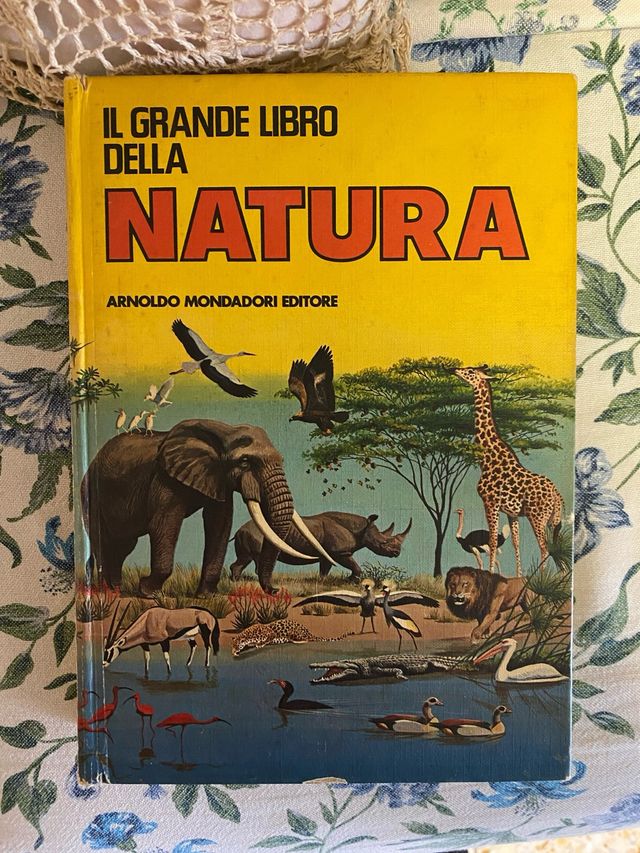 IL GRANDE LIBRO
DELLA
NATURA
ARNOLDO MONDADORI EDITORE